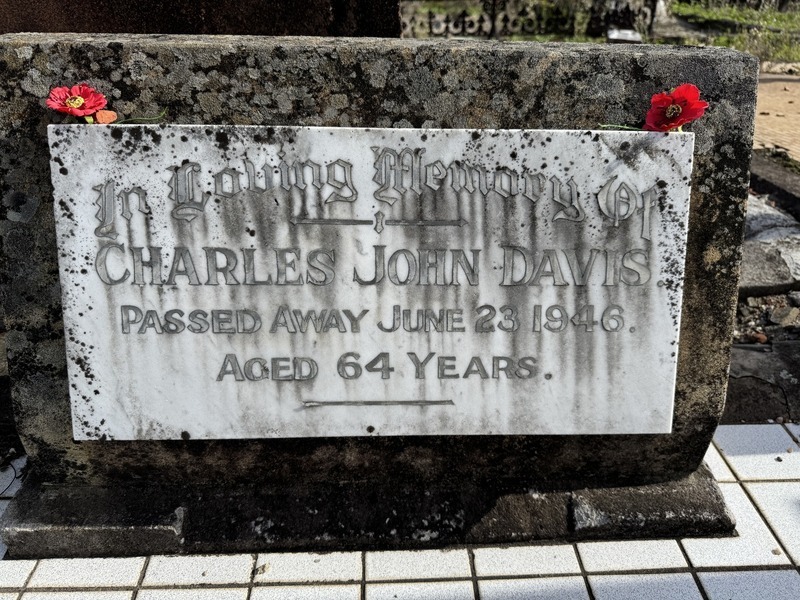 In Loving Memory Of
CHARLES JOHN DAVIS.
PASSED AWAY JUNE 23 1946.
AGED 64 YEARS.